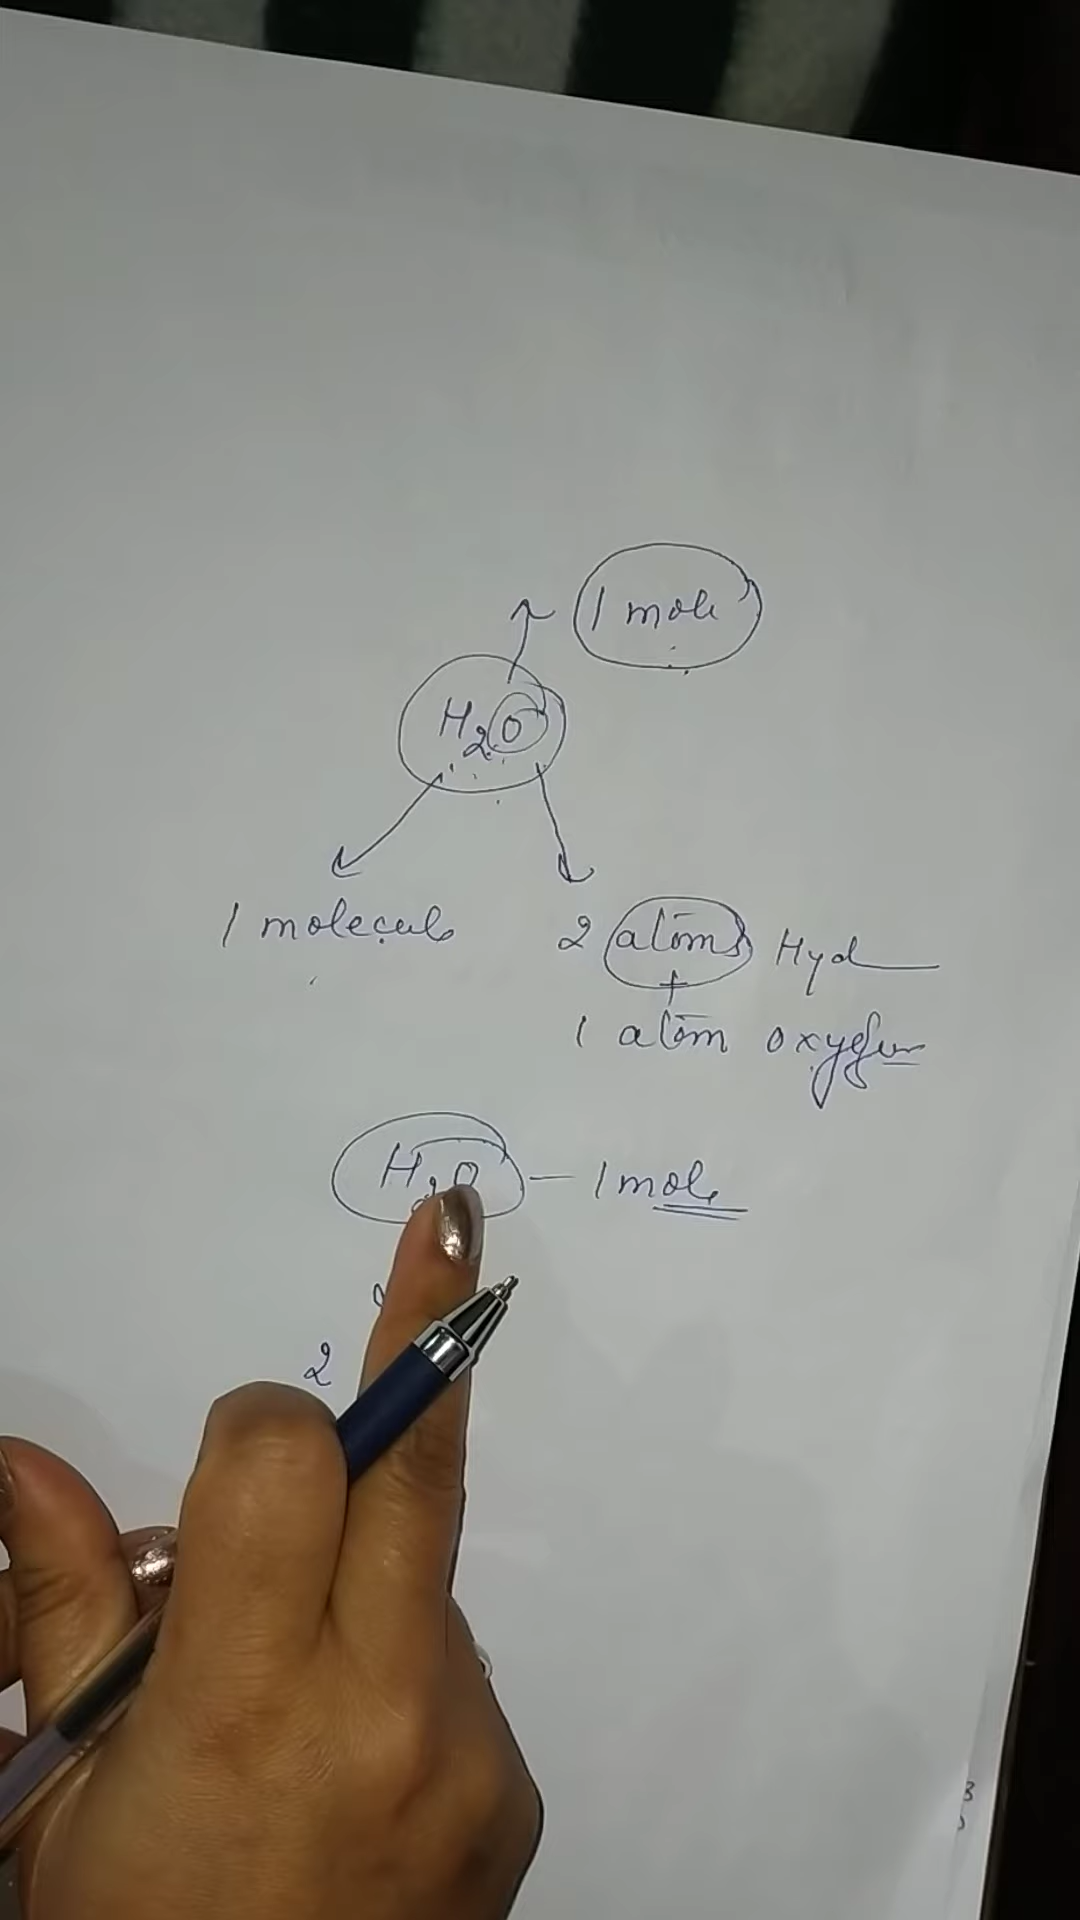 1 mole
H2O
1 molecule
2 atoms Hyd
+
1 atom oxygen
H2O — 1 mole
2